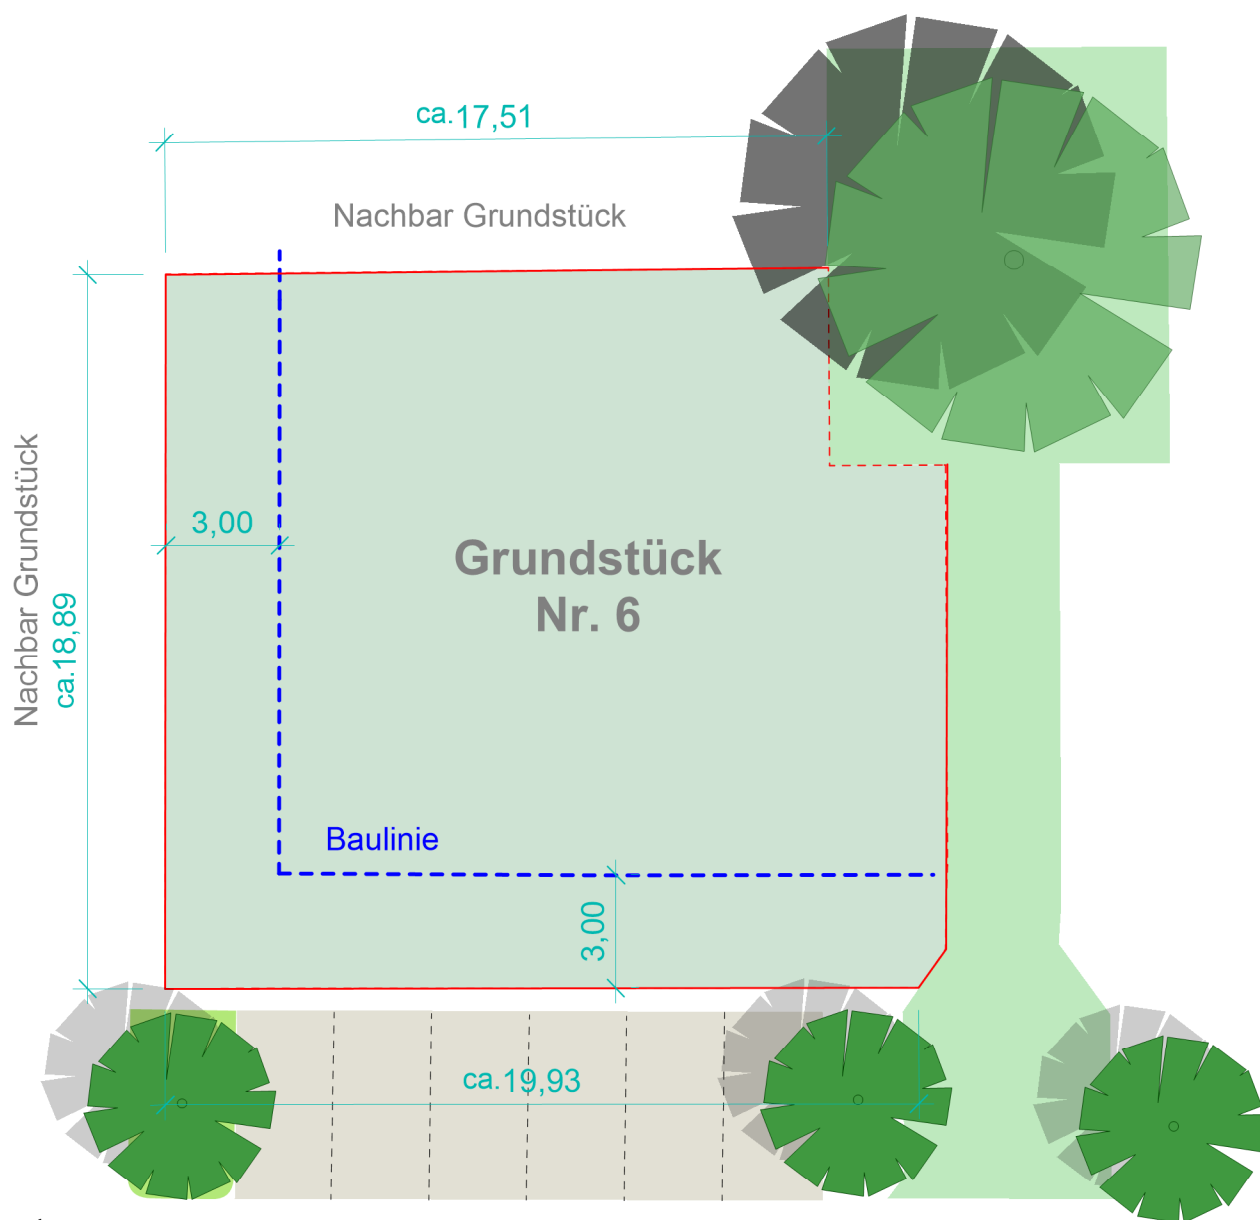 ca.17,51
Nachbar Grundstück
Nachbar Grundstück
ca.18,89
3,00
Grundstück
Nr. 6
Baulinie
3,00
ca.19,93